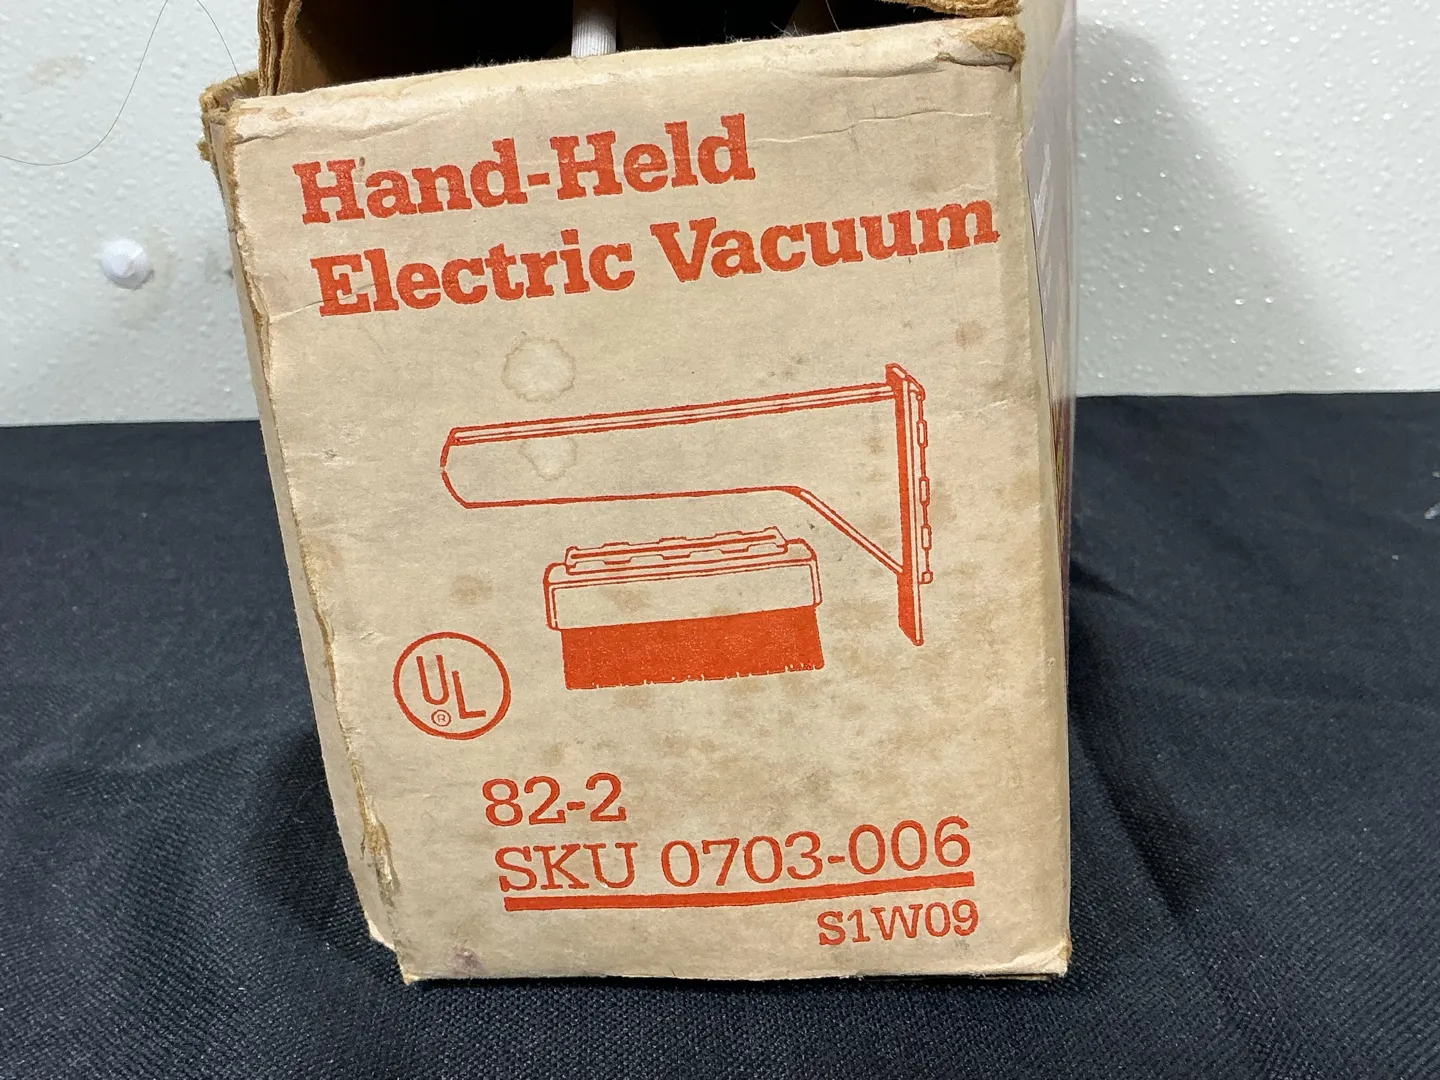 Hand-Held
Electric Vacuum
UL
®
82-2
SKU 0703-006
S1W09